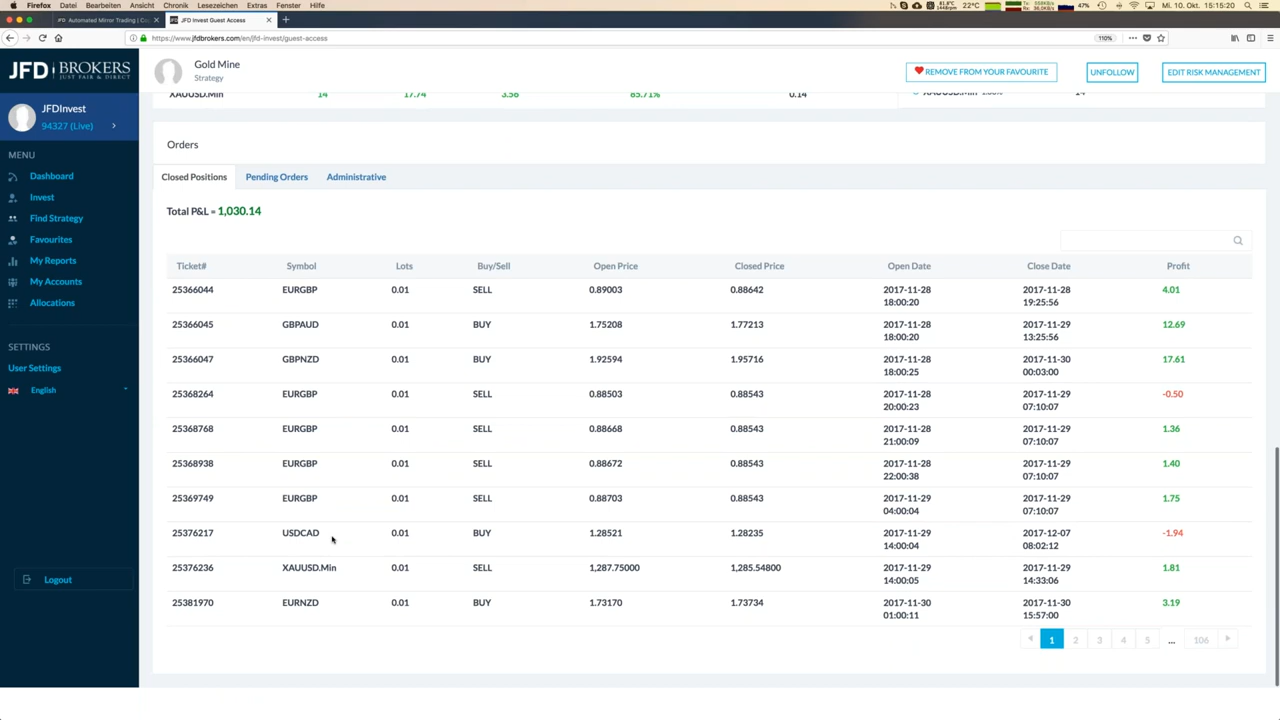 Firefox Datei Bearbeiten Ansicht Chronik Lesezeichen Extras Fenster Hilfe
22°C 47% Mi. 10. Okt. 15:15:20
Automated Mirror Trading | Co
JFD Invest Guest Access
https://www.jfdbrokers.com/en/jfd-invest/guest-access
110%
JFD BROKERS
JUST FAIR & DIRECT
Gold Mine
Strategy
REMOVE FROM YOUR FAVOURITE
UNFOLLOW
EDIT RISK MANAGEMENT
JFDInvest
94327 (Live)
MENU
Dashboard
Invest
Find Strategy
Favourites
My Reports
My Accounts
Allocations
SETTINGS
User Settings
English
Logout
XAUUSD.Min 14 17.74 3.56 85.71% 0.14
XAUUSD.Min 14
Orders
Closed Positions Pending Orders Administrative
Total P&L = 1,030.14
Ticket# Symbol Lots Buy/Sell Open Price Closed Price Open Date Close Date Profit
25366044 EURGBP 0.01 SELL 0.89003 0.88642 2017-11-28 18:00:20 2017-11-28 19:25:56 4.01
25366045 GBPAUD 0.01 BUY 1.75208 1.77213 2017-11-28 18:00:20 2017-11-29 13:25:56 12.69
25366047 GBPNZD 0.01 BUY 1.92594 1.95716 2017-11-28 18:00:25 2017-11-30 00:03:00 17.61
25368264 EURGBP 0.01 SELL 0.88503 0.88543 2017-11-28 20:00:23 2017-11-29 07:10:07 -0.50
25368768 EURGBP 0.01 SELL 0.88668 0.88543 2017-11-28 21:00:09 2017-11-29 07:10:07 1.36
25368938 EURGBP 0.01 SELL 0.88672 0.88543 2017-11-28 22:00:38 2017-11-29 07:10:07 1.40
25369749 EURGBP 0.01 SELL 0.88703 0.88543 2017-11-29 04:00:04 2017-11-29 07:10:07 1.75
25376217 USDCAD 0.01 BUY 1.28521 1.28235 2017-11-29 14:00:04 2017-12-07 08:02:12 -1.94
25376236 XAUUSD.Min 0.01 SELL 1,287.75000 1,285.54800 2017-11-29 14:00:05 2017-11-29 14:33:06 1.81
25381970 EURNZD 0.01 BUY 1.73170 1.73734 2017-11-30 01:00:11 2017-11-30 15:57:00 3.19
1 2 3 4 5 ... 106